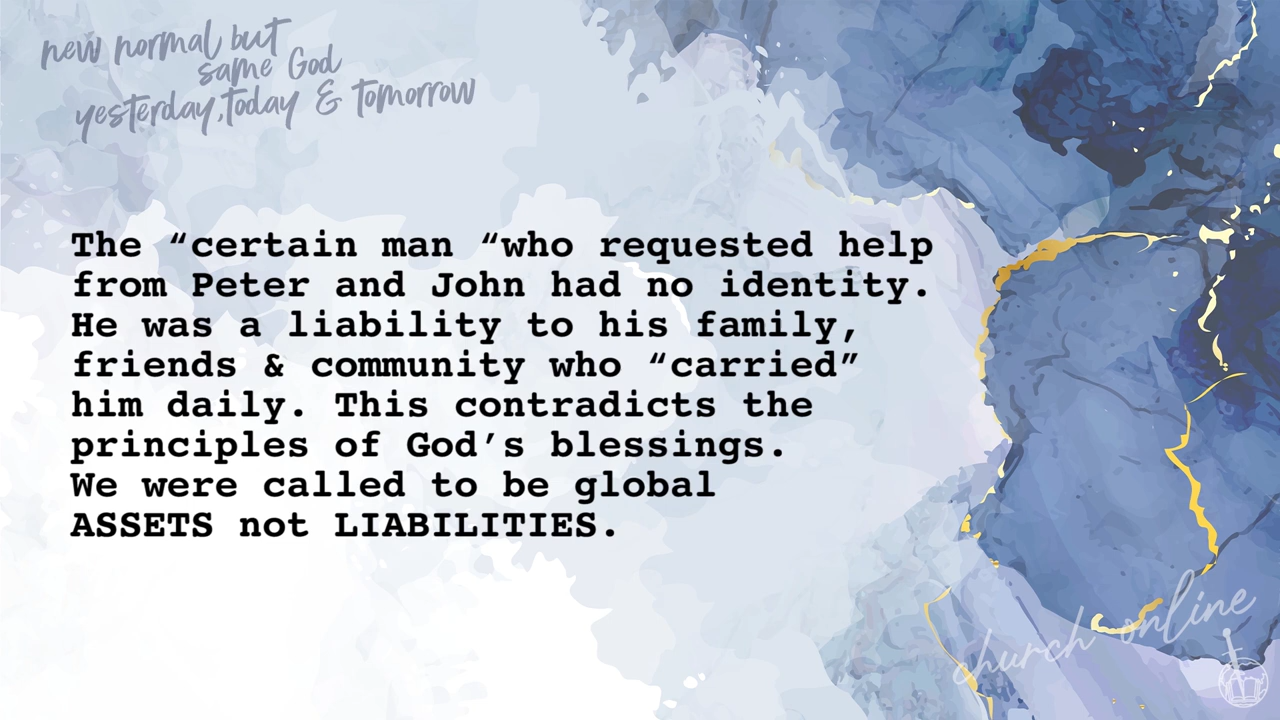 new normal but
same God
yesterday, today & tomorrow
The “certain man “who requested help
from Peter and John had no identity.
He was a liability to his family,
friends & community who “carried”
him daily. This contradicts the
principles of God’s blessings.
We were called to be global
ASSETS not LIABILITIES.
church online